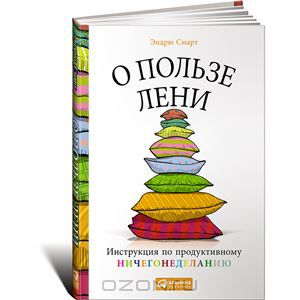 Эндрю Смарт
О ПОЛЬЗЕ
ЛЕНИ
Инструкция по продуктивному
НИЧЕГОНЕДЕЛАНИЮ